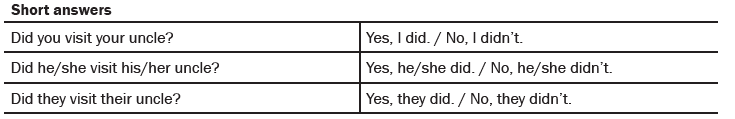 Short answers
Did you visit your uncle? Yes, I did. / No, I didn't.
Did he/she visit his/her uncle? Yes, he/she did. / No, he/she didn't.
Did they visit their uncle? Yes, they did. / No, they didn't.